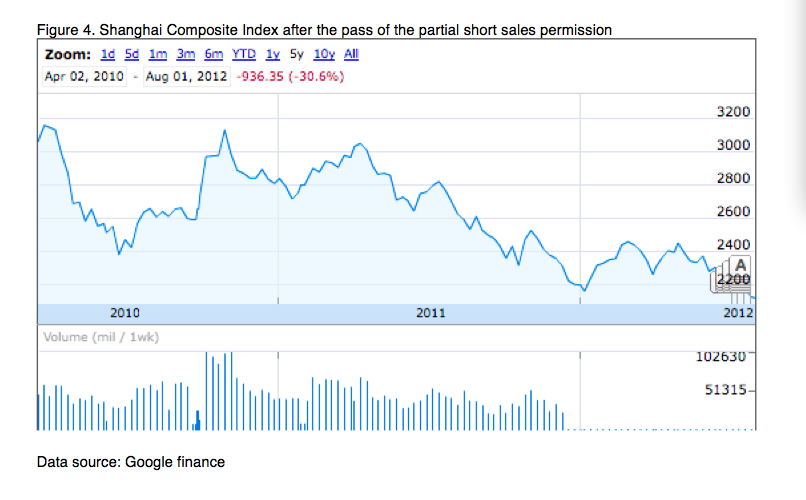 Figure 4. Shanghai Composite Index after the pass of the partial short sales permission
Zoom: 1d 5d 1m 3m 6m YTD 1y 5y 10y All
Apr 02, 2010 - Aug 01, 2012 -936.35 (-30.6%)
3200
3000
2800
2600
2400
A
2200
2010 2011 2012
Volume (mil / 1wk)
102630
51315
Data source: Google finance